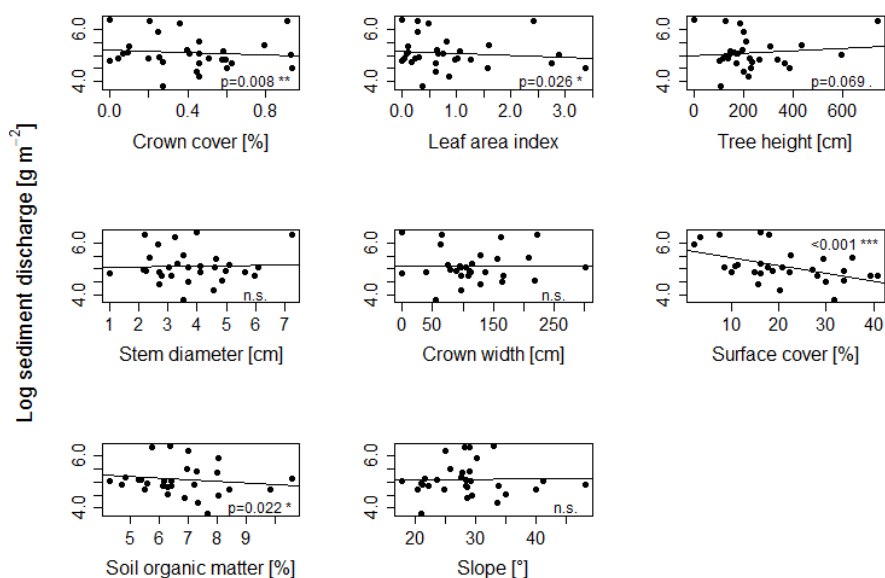 Log sediment discharge [g m−2]
4.0 6.0
p=0.008 **
0.0 0.4 0.8
Crown cover [%]
4.0 6.0
p=0.026 *
0.0 1.0 2.0 3.0
Leaf area index
4.0 6.0
p=0.069 .
0 200 400 600
Tree height [cm]
4.0 6.0
n.s.
1 2 3 4 5 6 7
Stem diameter [cm]
4.0 6.0
n.s.
0 50 150 250
Crown width [cm]
4.0 6.0
<0.001 ***
10 20 30 40
Surface cover [%]
4.0 6.0
p=0.022 *
5 6 7 8 9
Soil organic matter [%]
4.0 6.0
n.s.
20 30 40
Slope [°]